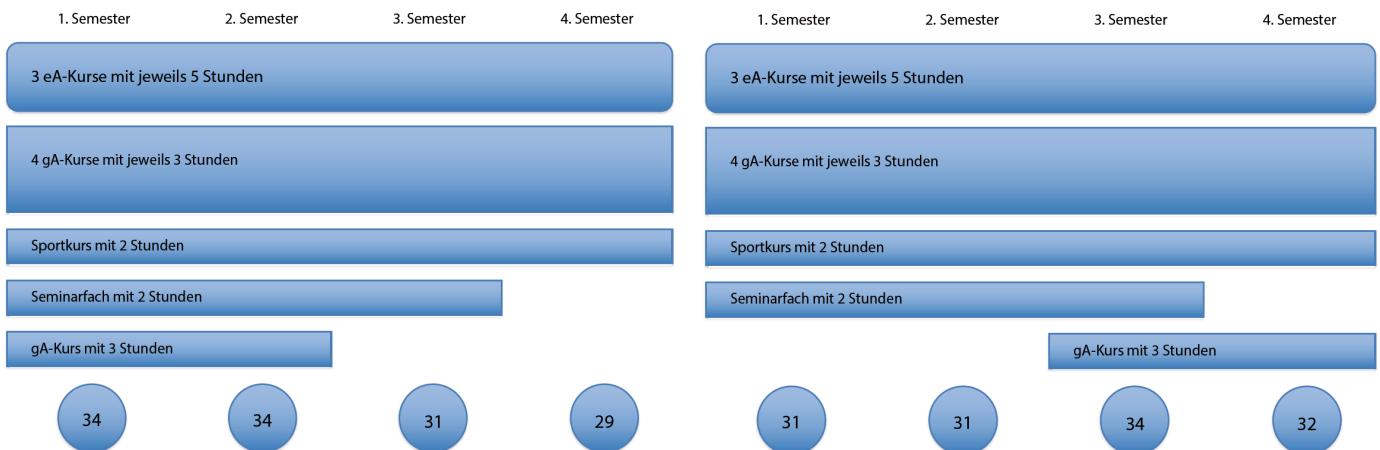 1. Semester 2. Semester 3. Semester 4. Semester
3 eA-Kurse mit jeweils 5 Stunden
4 gA-Kurse mit jeweils 3 Stunden
Sportkurs mit 2 Stunden
Seminarfach mit 2 Stunden
gA-Kurs mit 3 Stunden
34 34 31 29
1. Semester 2. Semester 3. Semester 4. Semester
3 eA-Kurse mit jeweils 5 Stunden
4 gA-Kurse mit jeweils 3 Stunden
Sportkurs mit 2 Stunden
Seminarfach mit 2 Stunden
gA-Kurs mit 3 Stunden
31 31 34 32